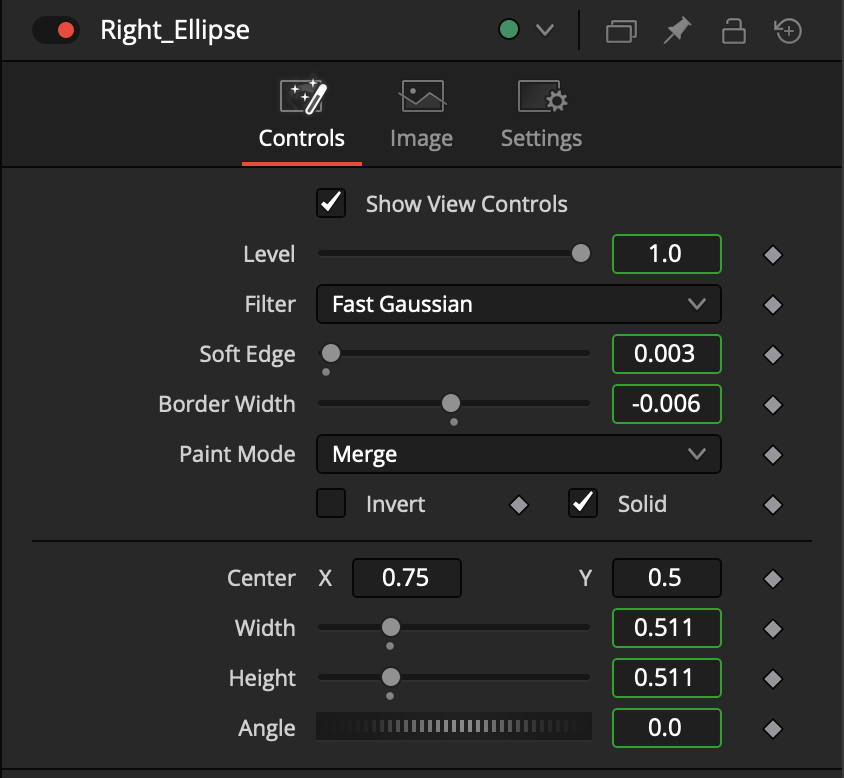 Right_Ellipse
Controls Image Settings
Show View Controls
Level 1.0
Filter Fast Gaussian
Soft Edge 0.003
Border Width -0.006
Paint Mode Merge
Invert Solid
Center X 0.75 Y 0.5
Width 0.511
Height 0.511
Angle 0.0